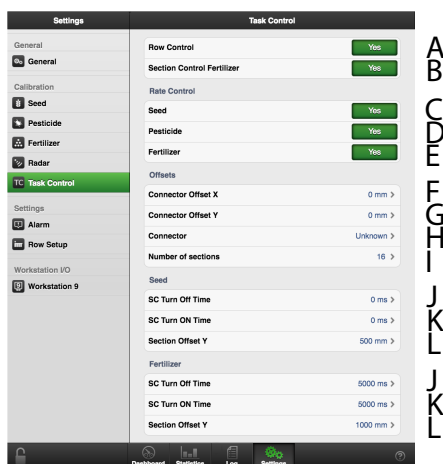 Settings
Task Control
General
General
Calibration
Seed
Pesticide
Fertilizer
Radar
TC Task Control
Settings
Alarm
Row Setup
Workstation I/O
9 Workstation 9
Row Control Yes A
Section Control Fertilizer Yes B
Rate Control
Seed Yes C
Pesticide Yes D
Fertilizer Yes E
Offsets
Connector Offset X 0 mm > F
Connector Offset Y 0 mm > G
Connector Unknown > H
Number of sections 16 > I
Seed
SC Turn Off Time 0 ms > J
SC Turn ON Time 0 ms > K
Section Offset Y 500 mm > L
Fertilizer
SC Turn Off Time 5000 ms > J
SC Turn ON Time 5000 ms > K
Section Offset Y 1000 mm > L
Dashboard Statistics Log Settings ?